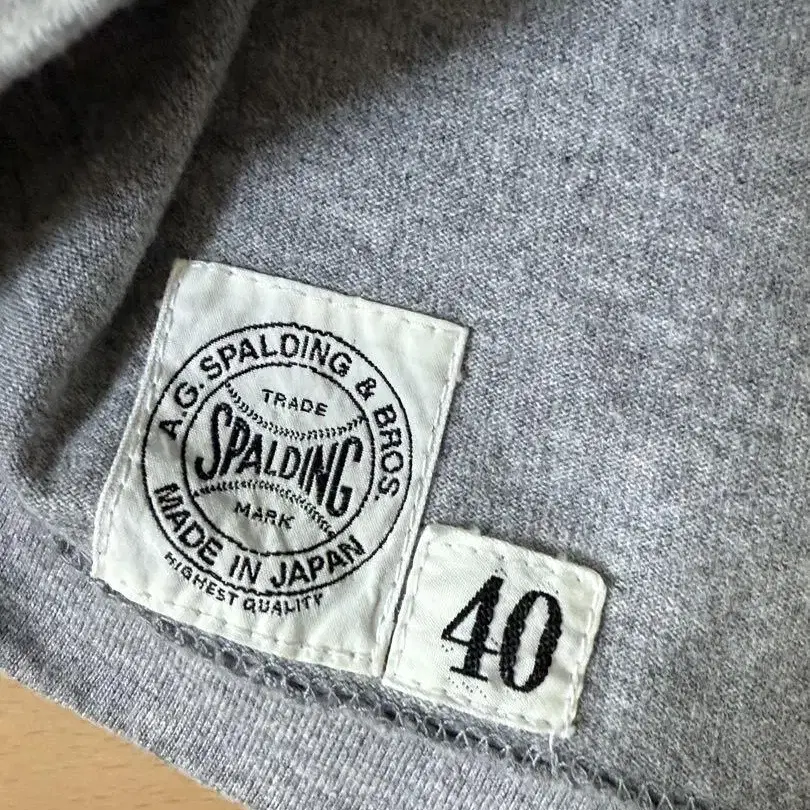 A.G. SPALDING & BROS.
TRADE
SPALDING
MARK
MADE IN JAPAN
HIGHEST QUALITY
40